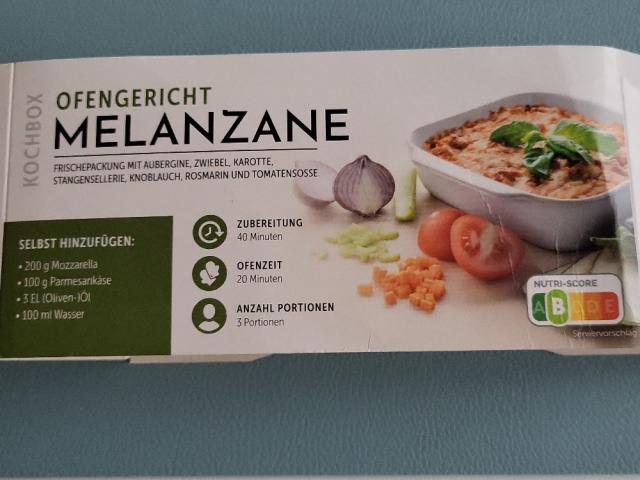 KOCHBOX
OFENGERICHT
MELANZANE
FRISCHEPACKUNG MIT AUBERGINE, ZWIEBEL, KAROTTE,
STANGENSELLERIE, KNOBLAUCH, ROSMARIN UND TOMATENSOSSE
SELBST HINZUFÜGEN:
• 200 g Mozzarella
• 100 g Parmesankäse
• 3 EL (Oliven-)Öl
• 100 ml Wasser
ZUBEREITUNG
40 Minuten
OFENZEIT
20 Minuten
ANZAHL PORTIONEN
3 Portionen
NUTRI-SCORE
A B C D E
Serviervorschlag